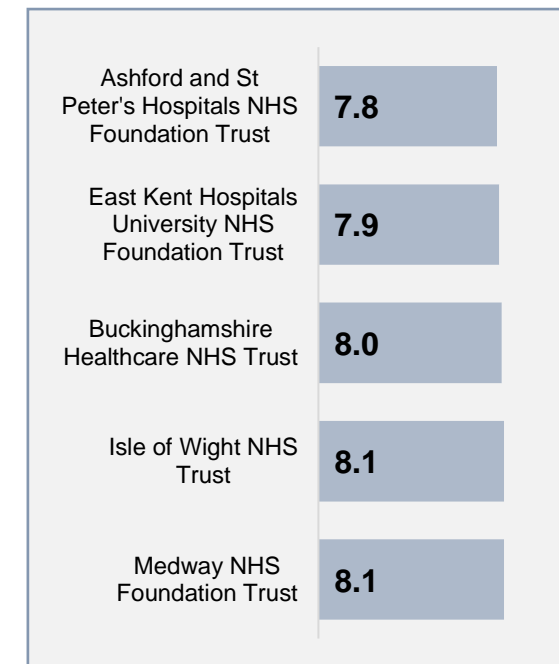 Ashford and St
Peter's Hospitals NHS
Foundation Trust
7.8
East Kent Hospitals
University NHS
Foundation Trust
7.9
Buckinghamshire
Healthcare NHS Trust
8.0
Isle of Wight NHS
Trust
8.1
Medway NHS
Foundation Trust
8.1